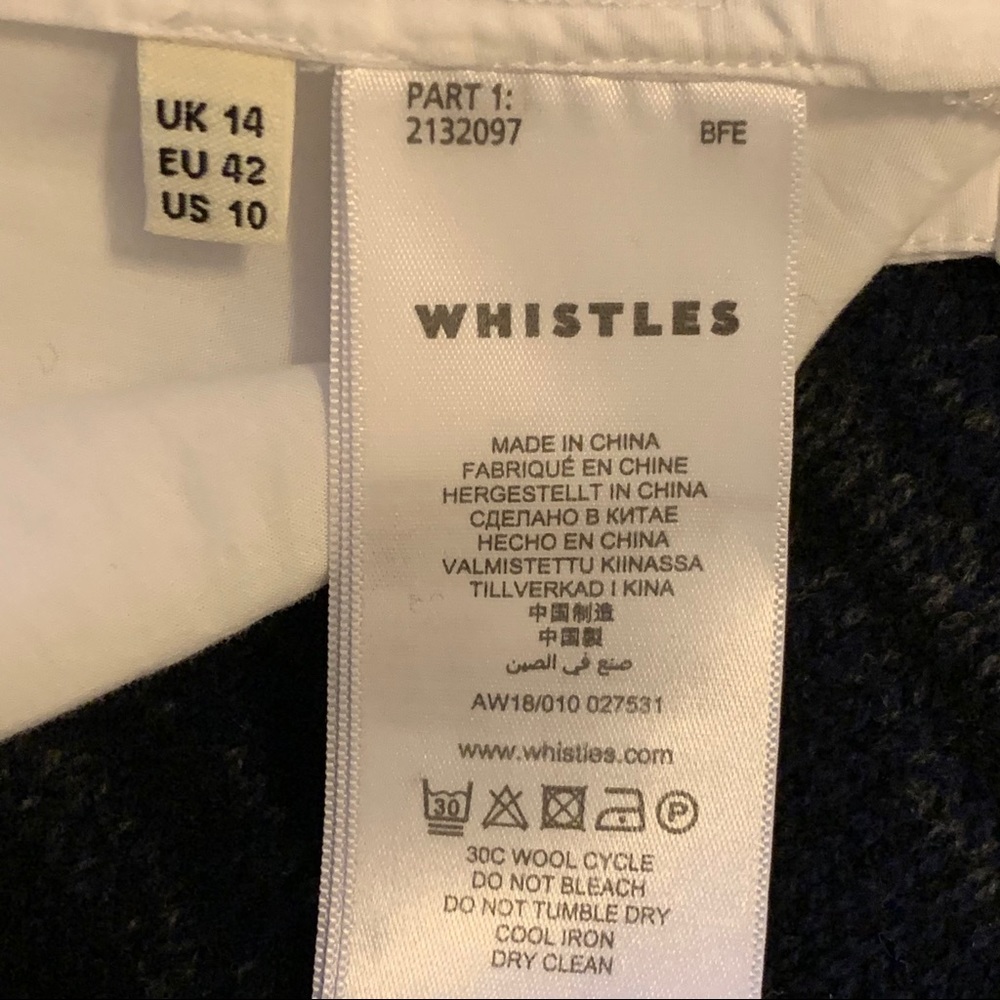 UK 14
EU 42
US 10
PART 1:
2132097 BFE
WHISTLES
MADE IN CHINA
FABRIQUÉ EN CHINE
HERGESTELLT IN CHINA
СДЕЛАНО В КИТАЕ
HECHO EN CHINA
VALMISTETTU KIINASSA
TILLVERKAD I KINA
中国制造
中国製
صنع في الصين
AW18/010 027531
www.whistles.com
30
P
30C WOOL CYCLE
DO NOT BLEACH
DO NOT TUMBLE DRY
COOL IRON
DRY CLEAN